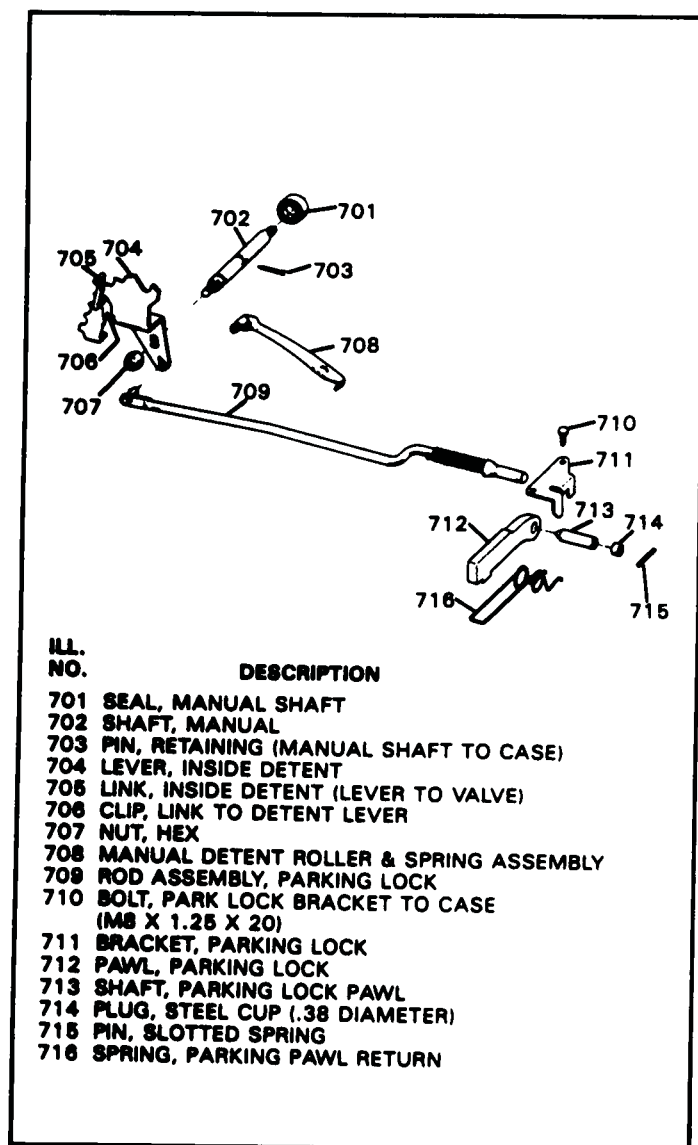 701
702
703
704
705
706
707
708
709
710
711
712
713
714
715
716
ILL.
NO. DESCRIPTION
701 SEAL, MANUAL SHAFT
702 SHAFT, MANUAL
703 PIN, RETAINING (MANUAL SHAFT TO CASE)
704 LEVER, INSIDE DETENT
705 LINK, INSIDE DETENT (LEVER TO VALVE)
706 CLIP, LINK TO DETENT LEVER
707 NUT, HEX
708 MANUAL DETENT ROLLER & SPRING ASSEMBLY
709 ROD ASSEMBLY, PARKING LOCK
710 BOLT, PARK LOCK BRACKET TO CASE
(M8 X 1.25 X 20)
711 BRACKET, PARKING LOCK
712 PAWL, PARKING LOCK
713 SHAFT, PARKING LOCK PAWL
714 PLUG, STEEL CUP (.38 DIAMETER)
715 PIN, SLOTTED SPRING
716 SPRING, PARKING PAWL RETURN